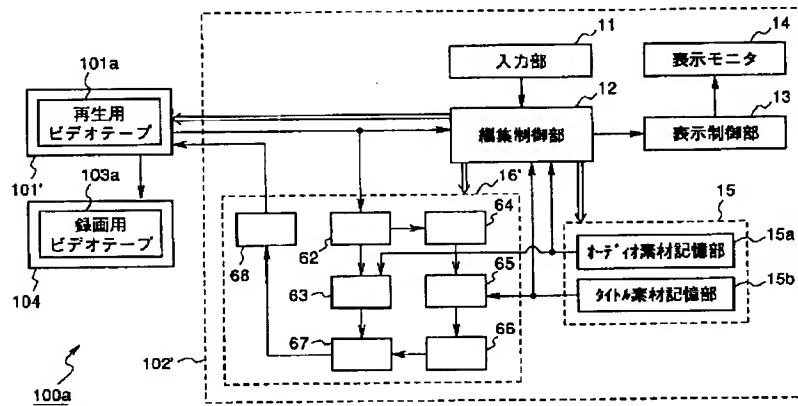 11
入力部
14
表示モニタ
101a
再生用
ビデオテープ
12
編集制御部
13
表示制御部
101'
103a
録画用
ビデオテープ
104
16'
15
64
62
68
15a
オーディオ素材記憶部
63
65
15b
タイトル素材記憶部
67
66
102'
100a